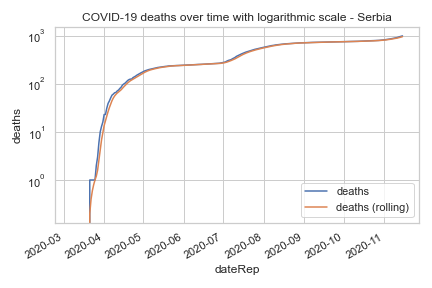 COVID-19 deaths over time with logarithmic scale - Serbia
10³
10²
10¹
10⁰
deaths
deaths
deaths (rolling)
2020-03
2020-04
2020-05
2020-06
2020-07
2020-08
2020-09
2020-10
2020-11
dateRep